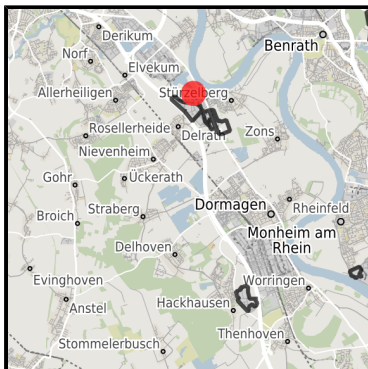 Derikum
Benrath
Norf
Elvekum
Allerheiligen
Stürzelberg
Rosellerheide
Delrath
Zons
Nievenheim
Gohr
Ückerath
Dormagen
Rheinfeld
Broich
Straberg
Monheim am
Rhein
Delhoven
Evinghoven
Worringen
Anstel
Hackhausen
Thenhoven
Stommelerbusch